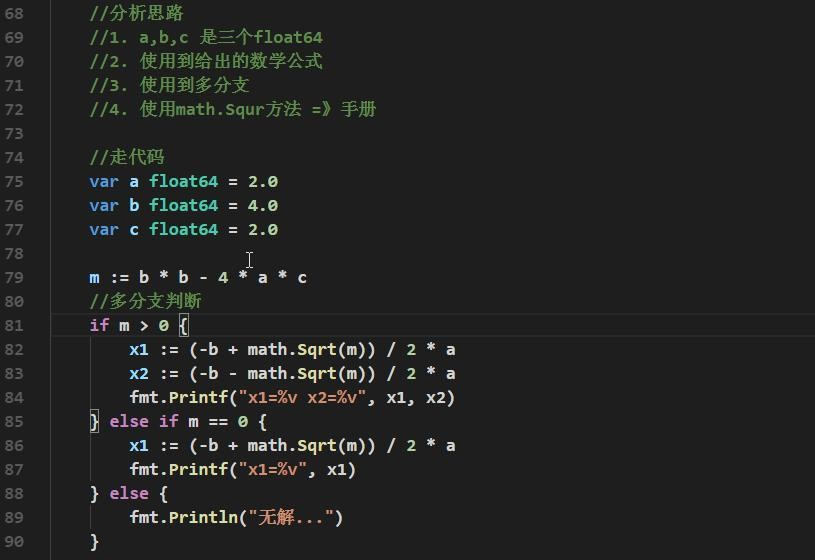 68 //分析思路
69 //1. a,b,c 是三个float64
70 //2. 使用到给出的数学公式
71 //3. 使用到多分支
72 //4. 使用math.Squr方法 =》手册
73
74 //走代码
75 var a float64 = 2.0
76 var b float64 = 4.0
77 var c float64 = 2.0
78
79 m := b * b - 4 * a * c
80 //多分支判断
81 if m > 0 {
82 x1 := (-b + math.Sqrt(m)) / 2 * a
83 x2 := (-b - math.Sqrt(m)) / 2 * a
84 fmt.Printf("x1=%v x2=%v", x1, x2)
85 } else if m == 0 {
86 x1 := (-b + math.Sqrt(m)) / 2 * a
87 fmt.Printf("x1=%v", x1)
88 } else {
89 fmt.Println("无解...")
90 }